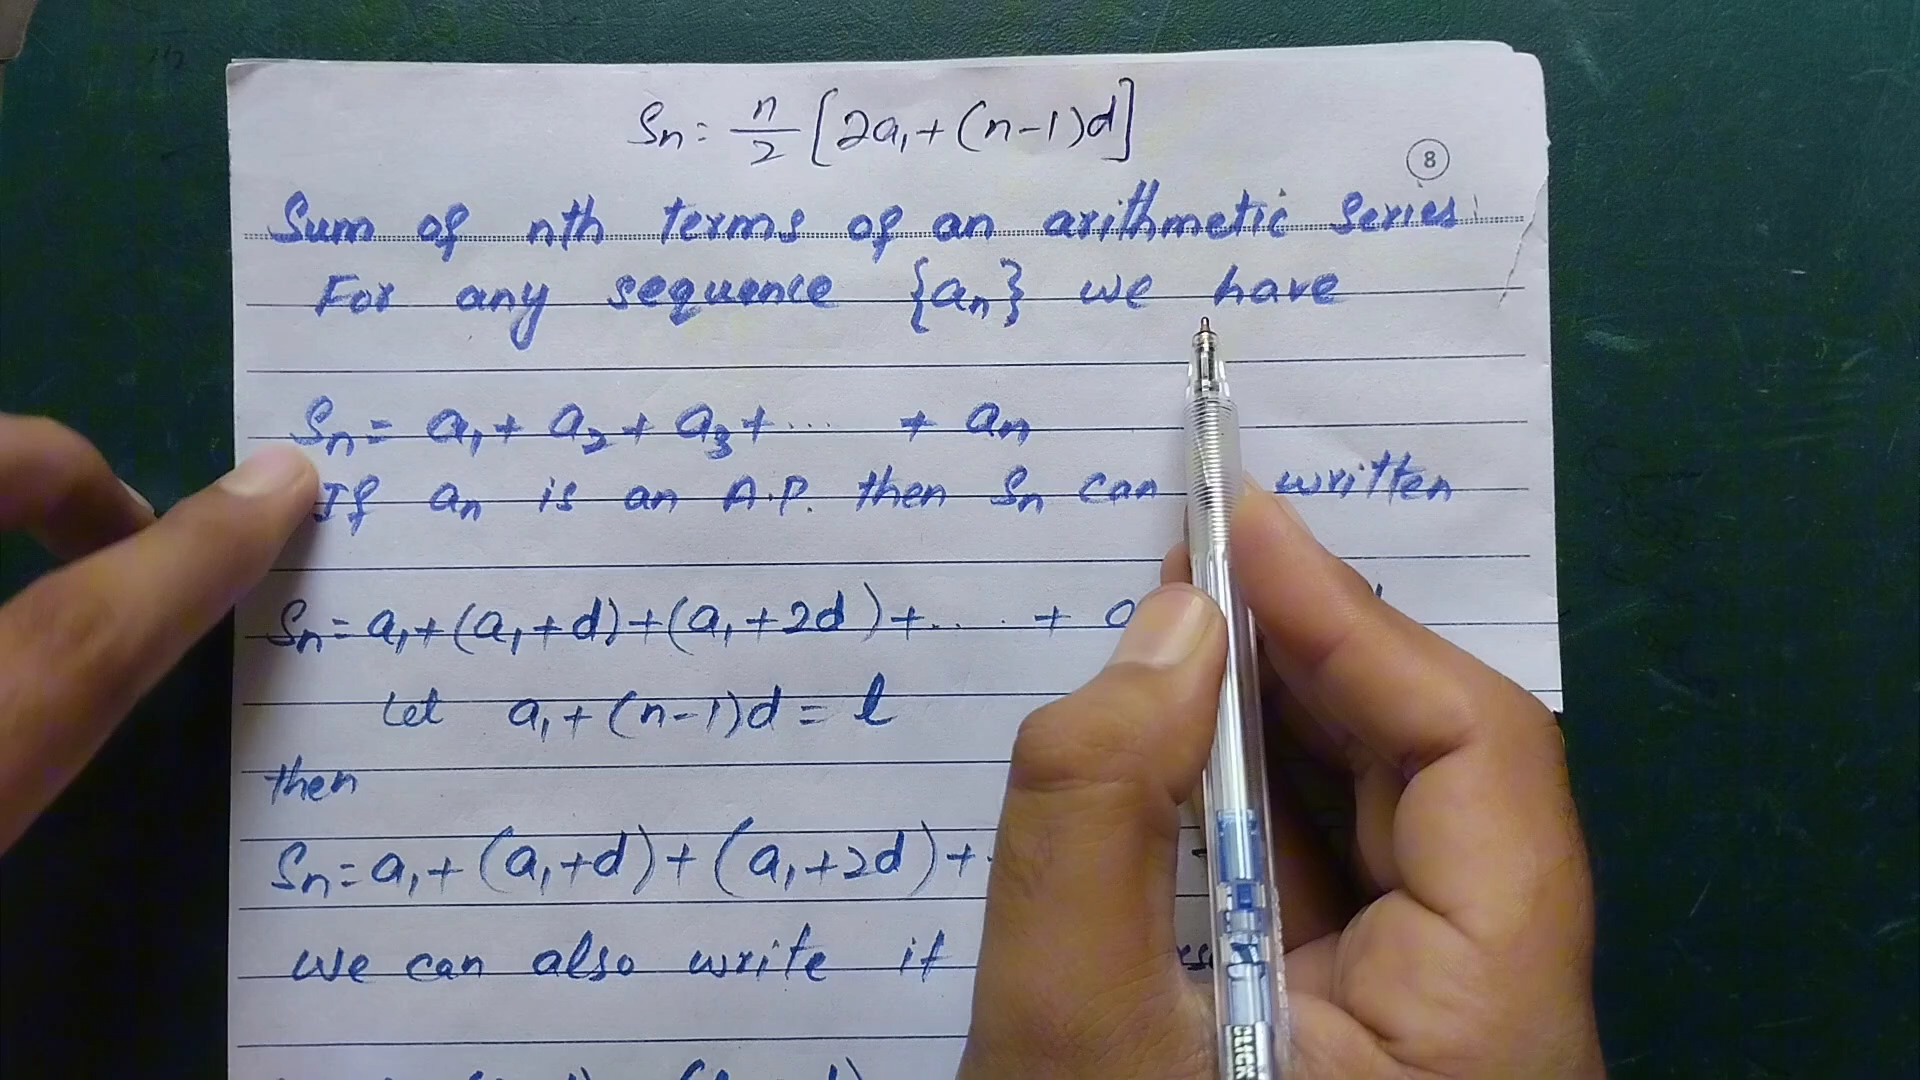 Sn = n/2 [2a₁ + (n-1)d]
8
Sum of nth terms of an arithmetic series:
For any sequence {aₙ} we have
Sn = a₁ + a₂ + a₃ + .... + aₙ
If aₙ is an A.P. then Sn can written
Sn = a₁ + (a₁ + d) + (a₁ + 2d) + .... +
Let a₁ + (n-1)d = l
then
Sn = a₁ + (a₁ + d) + (a₁ + 2d) +
we can also write it
CLICK